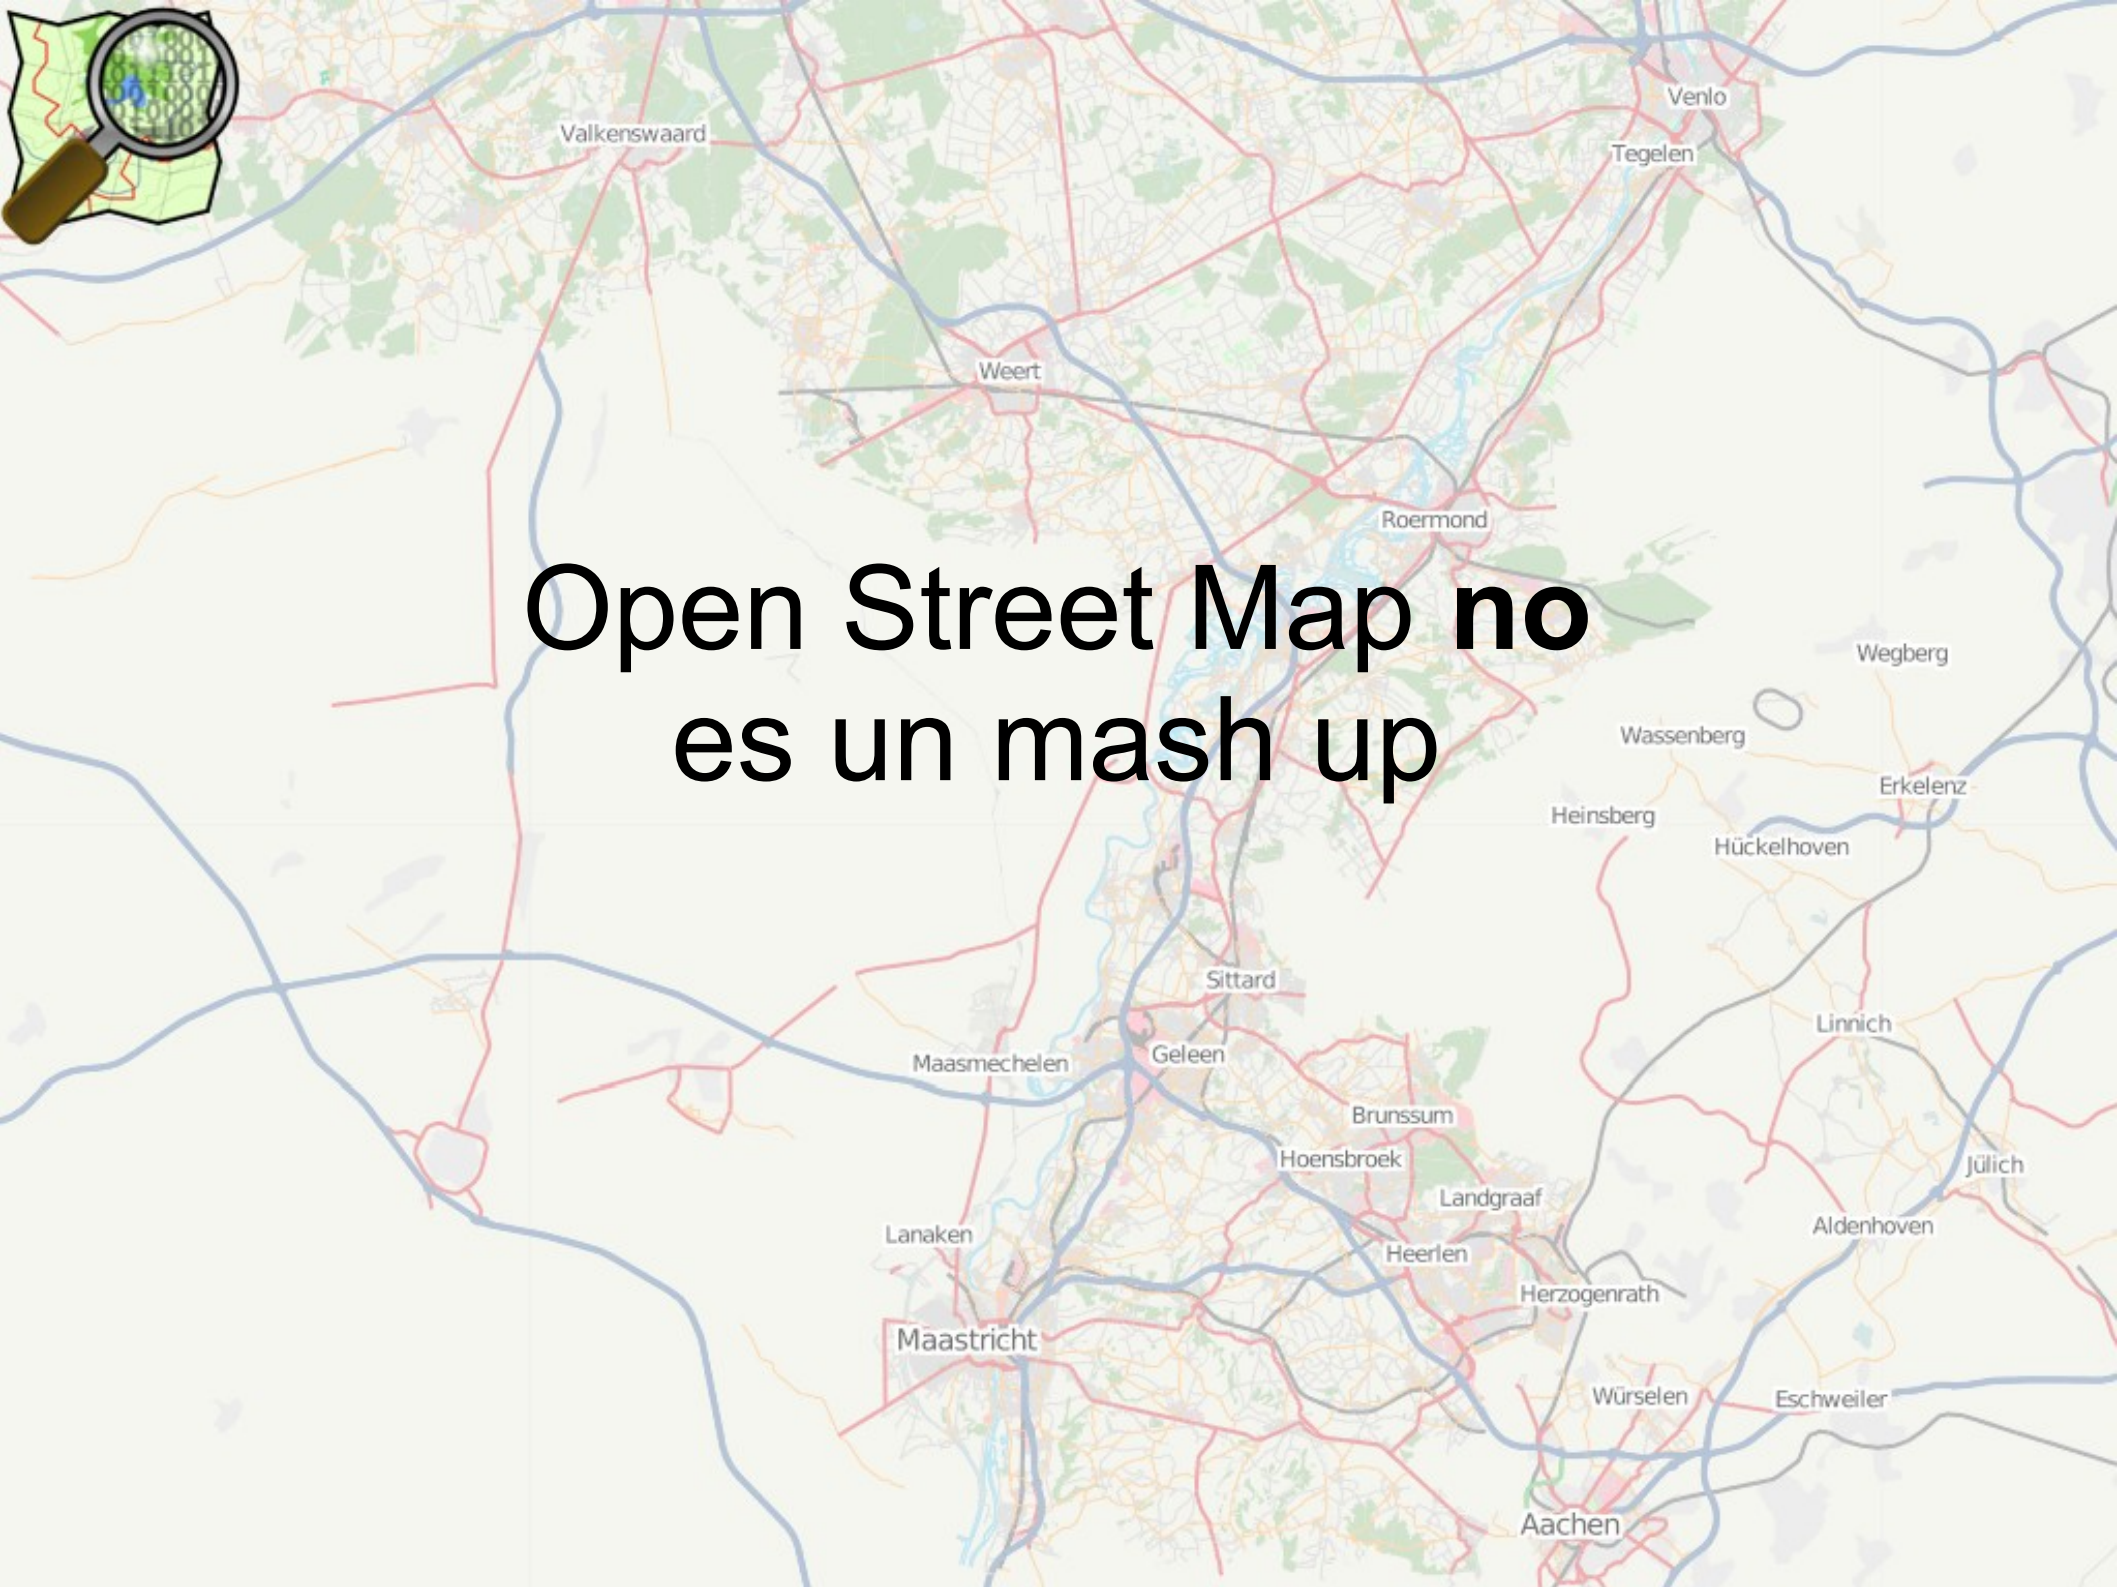 Venlo
Valkenswaard
Tegelen
Weert
Roermond
Open Street Map no
es un mash up
Wegberg
Wassenberg
Erkelenz
Heinsberg
Hückelhoven
Sittard
Linnich
Geleen
Maasmechelen
Brunssum
Hoensbroek
Jülich
Landgraaf
Aldenhoven
Lanaken
Heerlen
Herzogenrath
Maastricht
Würselen
Eschweiler
Aachen